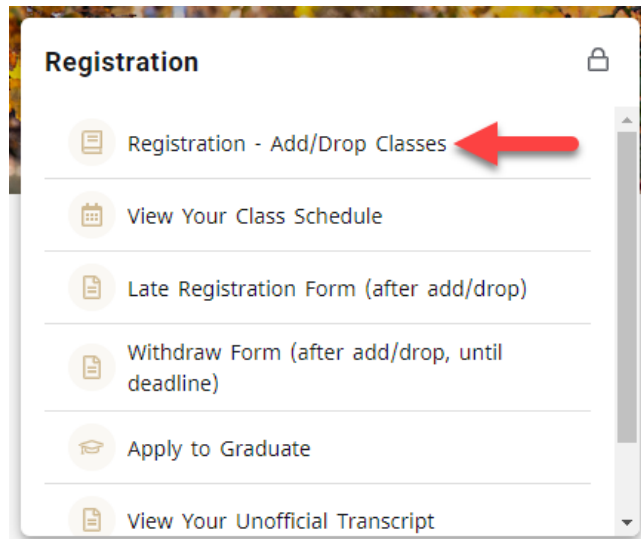 Registration
Registration - Add/Drop Classes
View Your Class Schedule
Late Registration Form (after add/drop)
Withdraw Form (after add/drop, until
deadline)
Apply to Graduate
View Your Unofficial Transcript